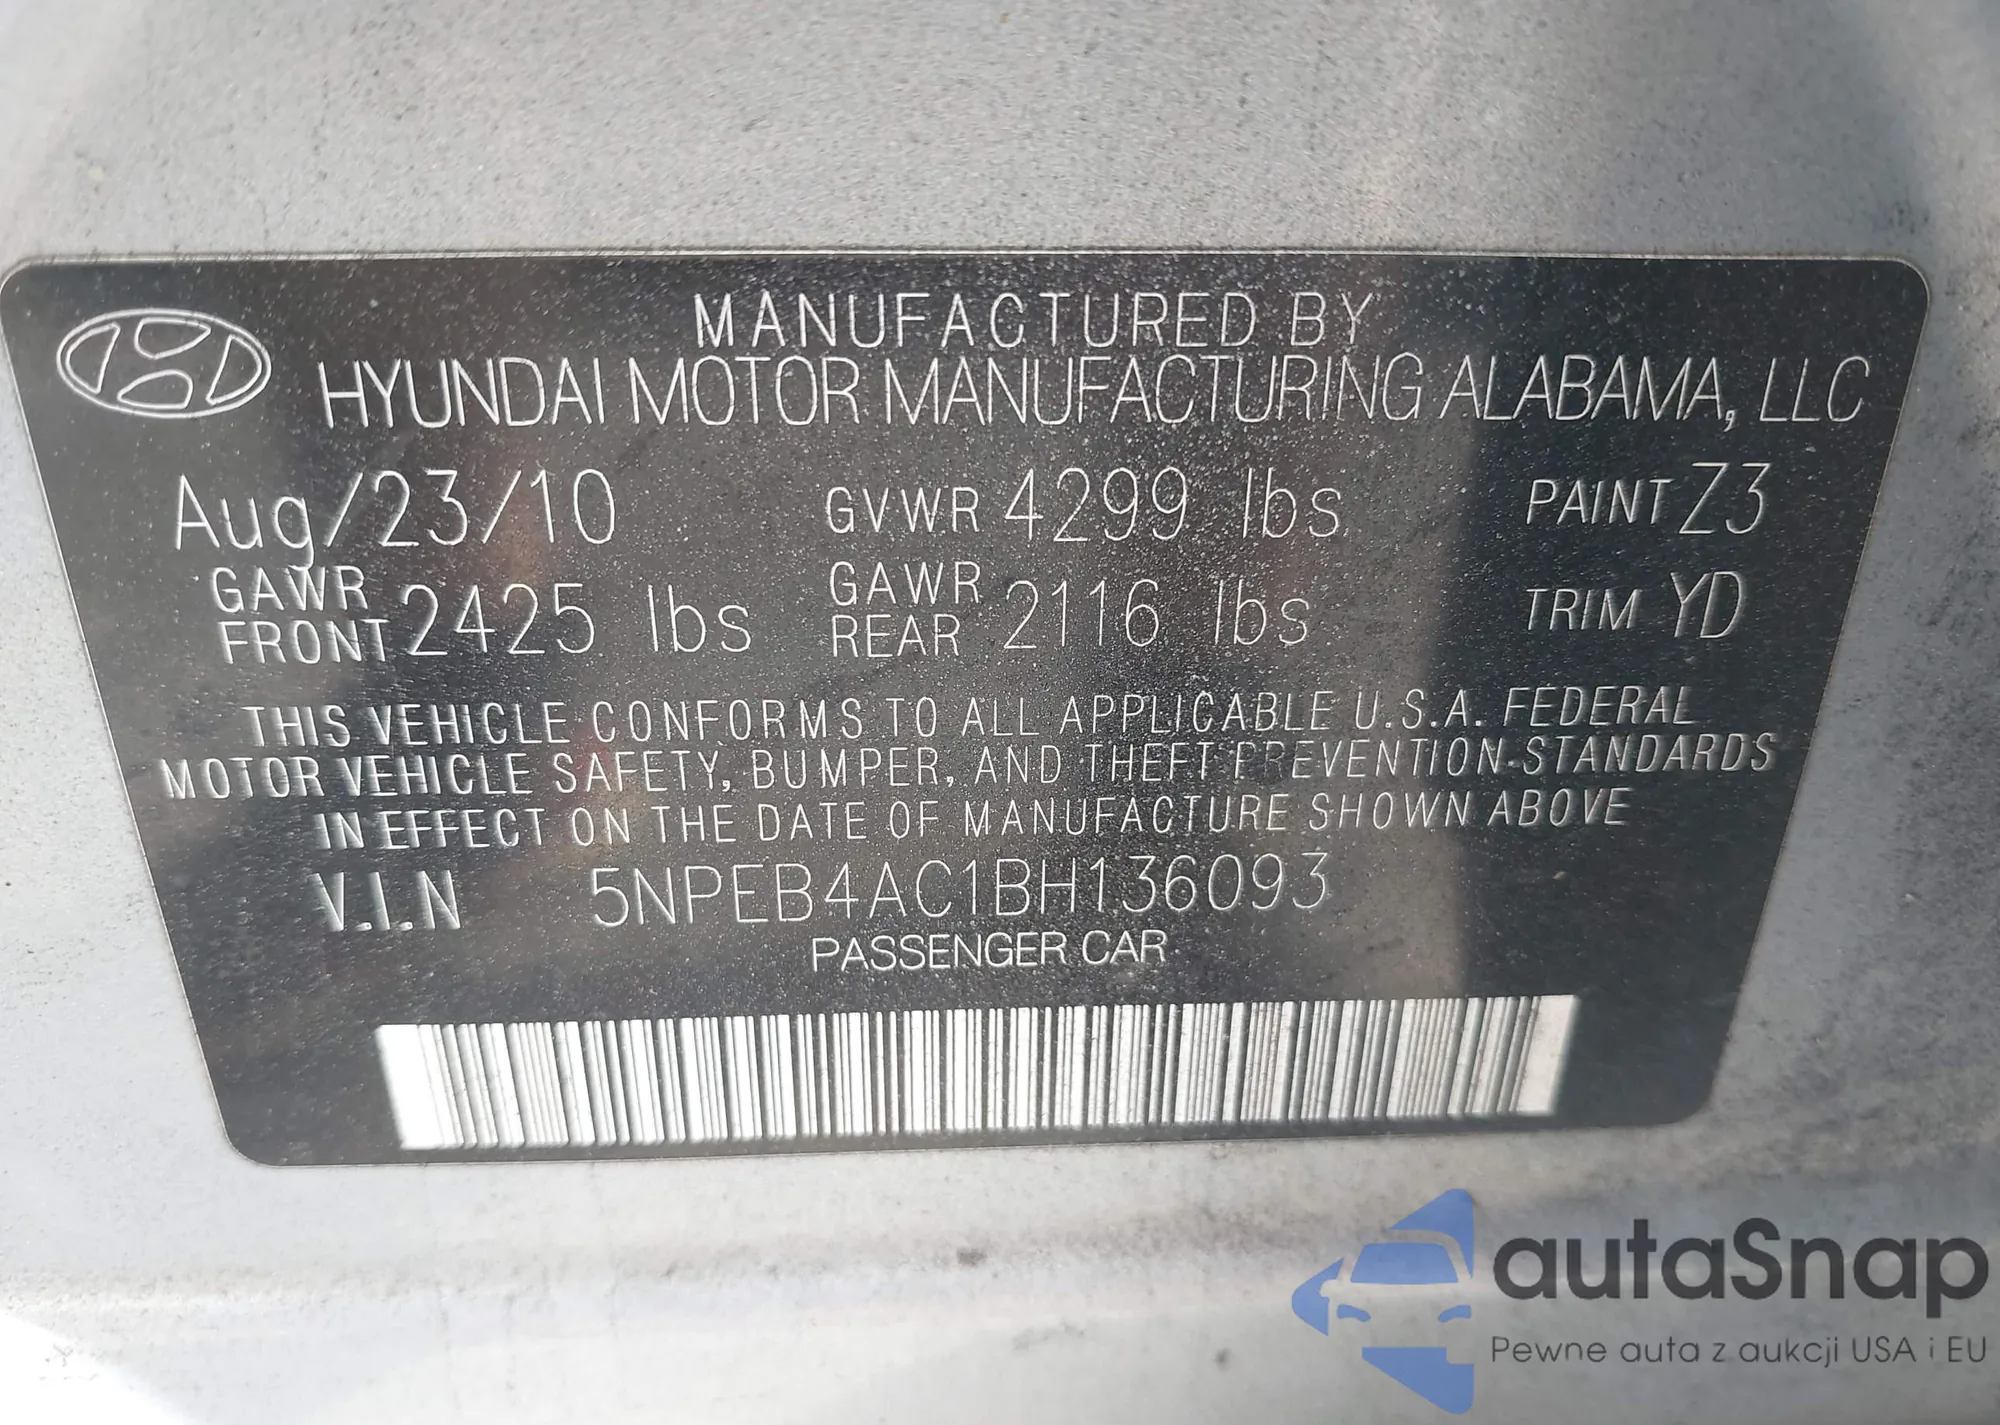 MANUFACTURED BY
HYUNDAI MOTOR MANUFACTURING ALABAMA, LLC
Aug/23/10 GVWR 4299 lbs PAINT Z3
GAWR FRONT 2425 lbs GAWR REAR 2116 lbs TRIM YD
THIS VEHICLE CONFORMS TO ALL APPLICABLE U.S.A. FEDERAL
MOTOR VEHICLE SAFETY, BUMPER, AND THEFT PREVENTION STANDARDS
IN EFFECT ON THE DATE OF MANUFACTURE SHOWN ABOVE
V.I.N 5NPEB4AC1BH136093
PASSENGER CAR
autaSnap
Pewne auta z aukcji USA i EU